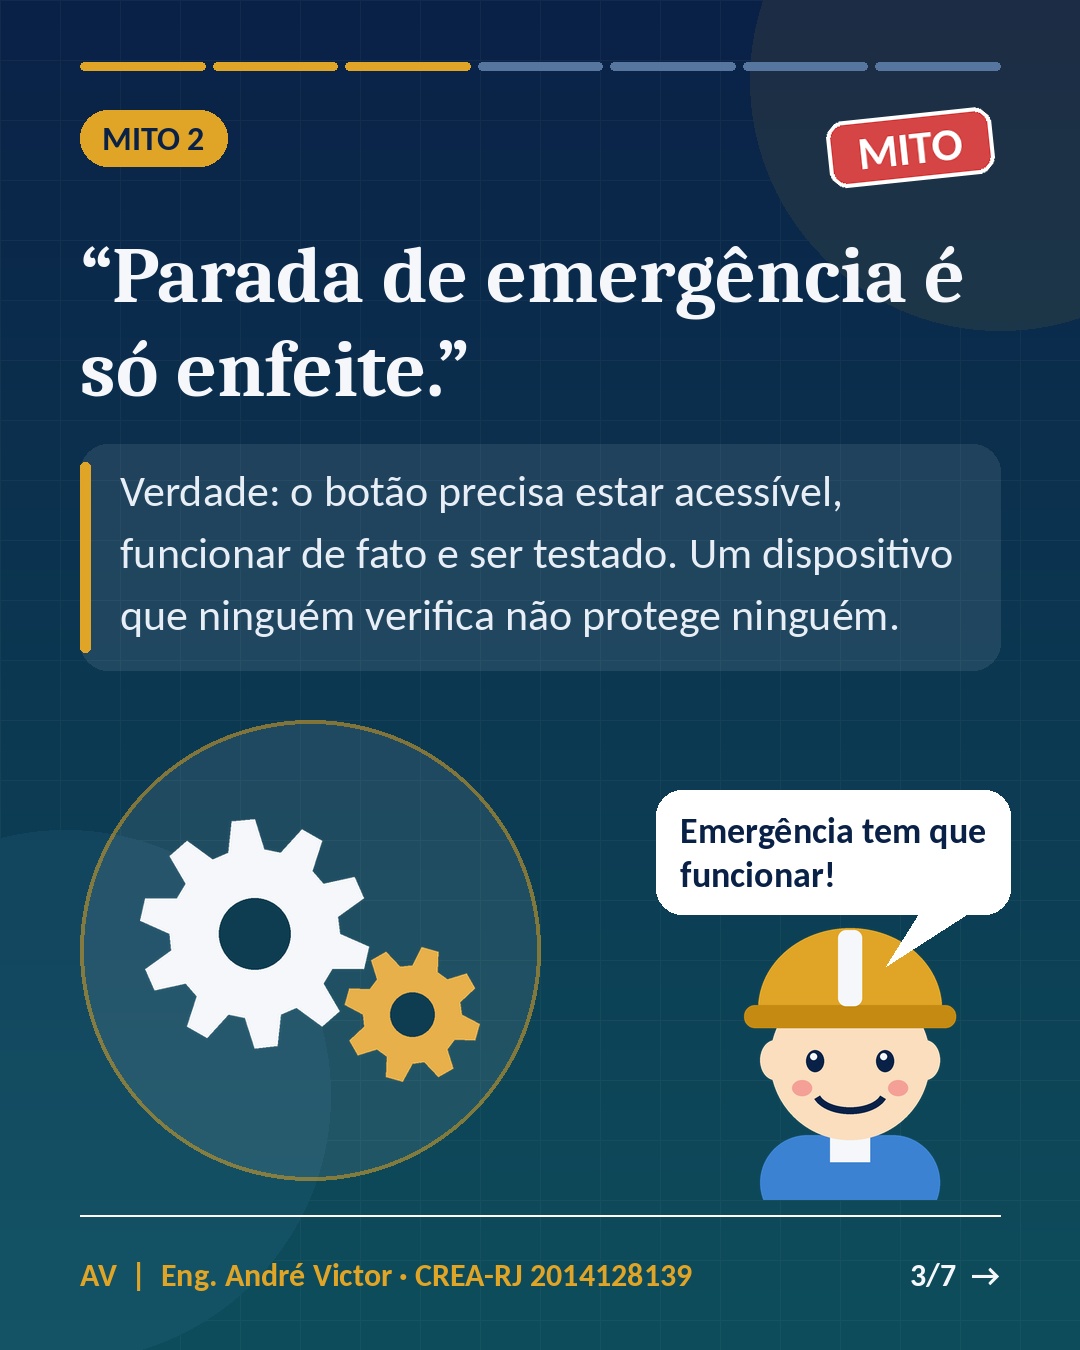 MITO 2
MITO
“Parada de emergência é
só enfeite.”
Verdade: o botão precisa estar acessível,
funcionar de fato e ser testado. Um dispositivo
que ninguém verifica não protege ninguém.
Emergência tem que
funcionar!
AV | Eng. André Victor · CREA-RJ 2014128139
3/7 →